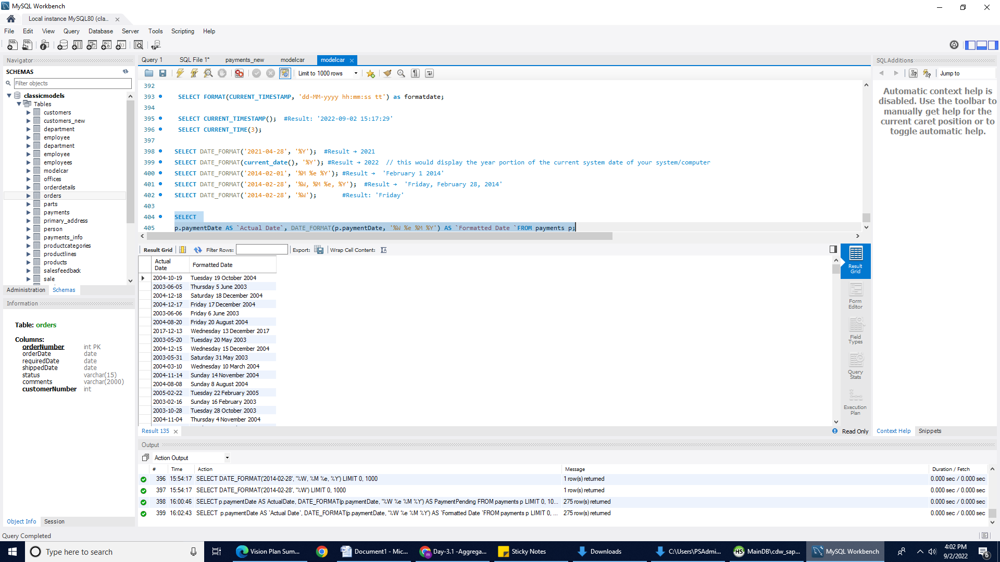 MySQL Workbench
Local instance MySQL80 (cla...
File Edit View Query Database Server Tools Scripting Help
Navigator
SCHEMAS
Filter objects
classicmodels
Tables
customers
customers_new
department
employee
department
employee
employees
modelcar
offices
orderdetails
orders
parts
payments
primary_address
person
payments_info
productcategories
productlines
products
salesfeedback
sale
Administration Schemas
Information
Table: orders
Columns:
orderNumber int PK
orderDate date
requiredDate date
shippedDate date
status varchar(15)
comments varchar(2000)
customerNumber int
Object Info Session
Query 1 SQL File 1* payments_new modelcar modelcar
Limit to 1000 rows
392
393 SELECT FORMAT(CURRENT_TIMESTAMP, 'dd-MM-yyyy hh:mm:ss tt') as formatdate;
394
395 SELECT CURRENT_TIMESTAMP(); #Result: '2022-09-02 15:17:29'
396 SELECT CURRENT_TIME(3);
397
398 SELECT DATE_FORMAT('2021-04-28', '%Y'); #Result → 2021
399 SELECT DATE_FORMAT(current_date(), '%Y'); #Result → 2022 // this would display the year portion of the current system date of your system/computer
400 SELECT DATE_FORMAT('2014-02-01', '%M %e %Y'); #Result → 'February 1 2014'
401 SELECT DATE_FORMAT('2014-02-28', '%W, %M %e, %Y'); #Result → 'Friday, February 28, 2014'
402 SELECT DATE_FORMAT('2014-02-28', '%W'); #Result: 'Friday'
403
404 SELECT
405 p.paymentDate AS `Actual Date`, DATE_FORMAT(p.paymentDate, '%W %e %M %Y') AS `Formatted Date `FROM payments p;
Result Grid Filter Rows: Export: Wrap Cell Content:
Actual Date Formatted Date
2004-10-19 Tuesday 19 October 2004
2003-06-05 Thursday 5 June 2003
2004-12-18 Saturday 18 December 2004
2004-12-17 Friday 17 December 2004
2003-06-06 Friday 6 June 2003
2004-08-20 Friday 20 August 2004
2017-12-13 Wednesday 13 December 2017
2003-05-20 Tuesday 20 May 2003
2004-12-15 Wednesday 15 December 2004
2003-05-31 Saturday 31 May 2003
2004-03-10 Wednesday 10 March 2004
2004-11-14 Sunday 14 November 2004
2004-08-08 Sunday 8 August 2004
2005-02-22 Tuesday 22 February 2005
2003-02-16 Sunday 16 February 2003
2003-10-28 Tuesday 28 October 2003
2004-11-04 Thursday 4 November 2004
Result Grid
Form Editor
Field Types
Query Stats
Execution Plan
Result 135
Read Only
SQLAdditions
Jump to
Automatic context help is
disabled. Use the toolbar to
manually get help for the
current caret position or to
toggle automatic help.
Context Help Snippets
Output
Action Output
# Time Action Message Duration / Fetch
396 15:54:17 SELECT DATE_FORMAT('2014-02-28', '%W, %M %e, %Y') LIMIT 0, 1000 1 row(s) returned 0.000 sec / 0.000 sec
397 15:54:17 SELECT DATE_FORMAT('2014-02-28', '%W') LIMIT 0, 1000 1 row(s) returned 0.000 sec / 0.000 sec
398 16:00:46 SELECT p.paymentDate AS ActualDate, DATE_FORMAT(p.paymentDate, '%W %e %M %Y') AS PaymentPending FROM payments p LIMIT 0, 10... 275 row(s) returned 0.000 sec / 0.000 sec
399 16:02:43 SELECT p.paymentDate AS `Actual Date`, DATE_FORMAT(p.paymentDate, '%W %e %M %Y') AS `Formatted Date `FROM payments p LIMIT 0, ... 275 row(s) returned 0.000 sec / 0.000 sec
Query Completed
Type here to search
Vision Plan Sum...
Document1 - Mic...
Day-3.1 -Aggrega...
Sticky Notes
Downloads
C:\Users\PSAdmi...
HS MainDB\cdw_sap...
MySQL Workbench
4:02 PM
9/2/2022
6